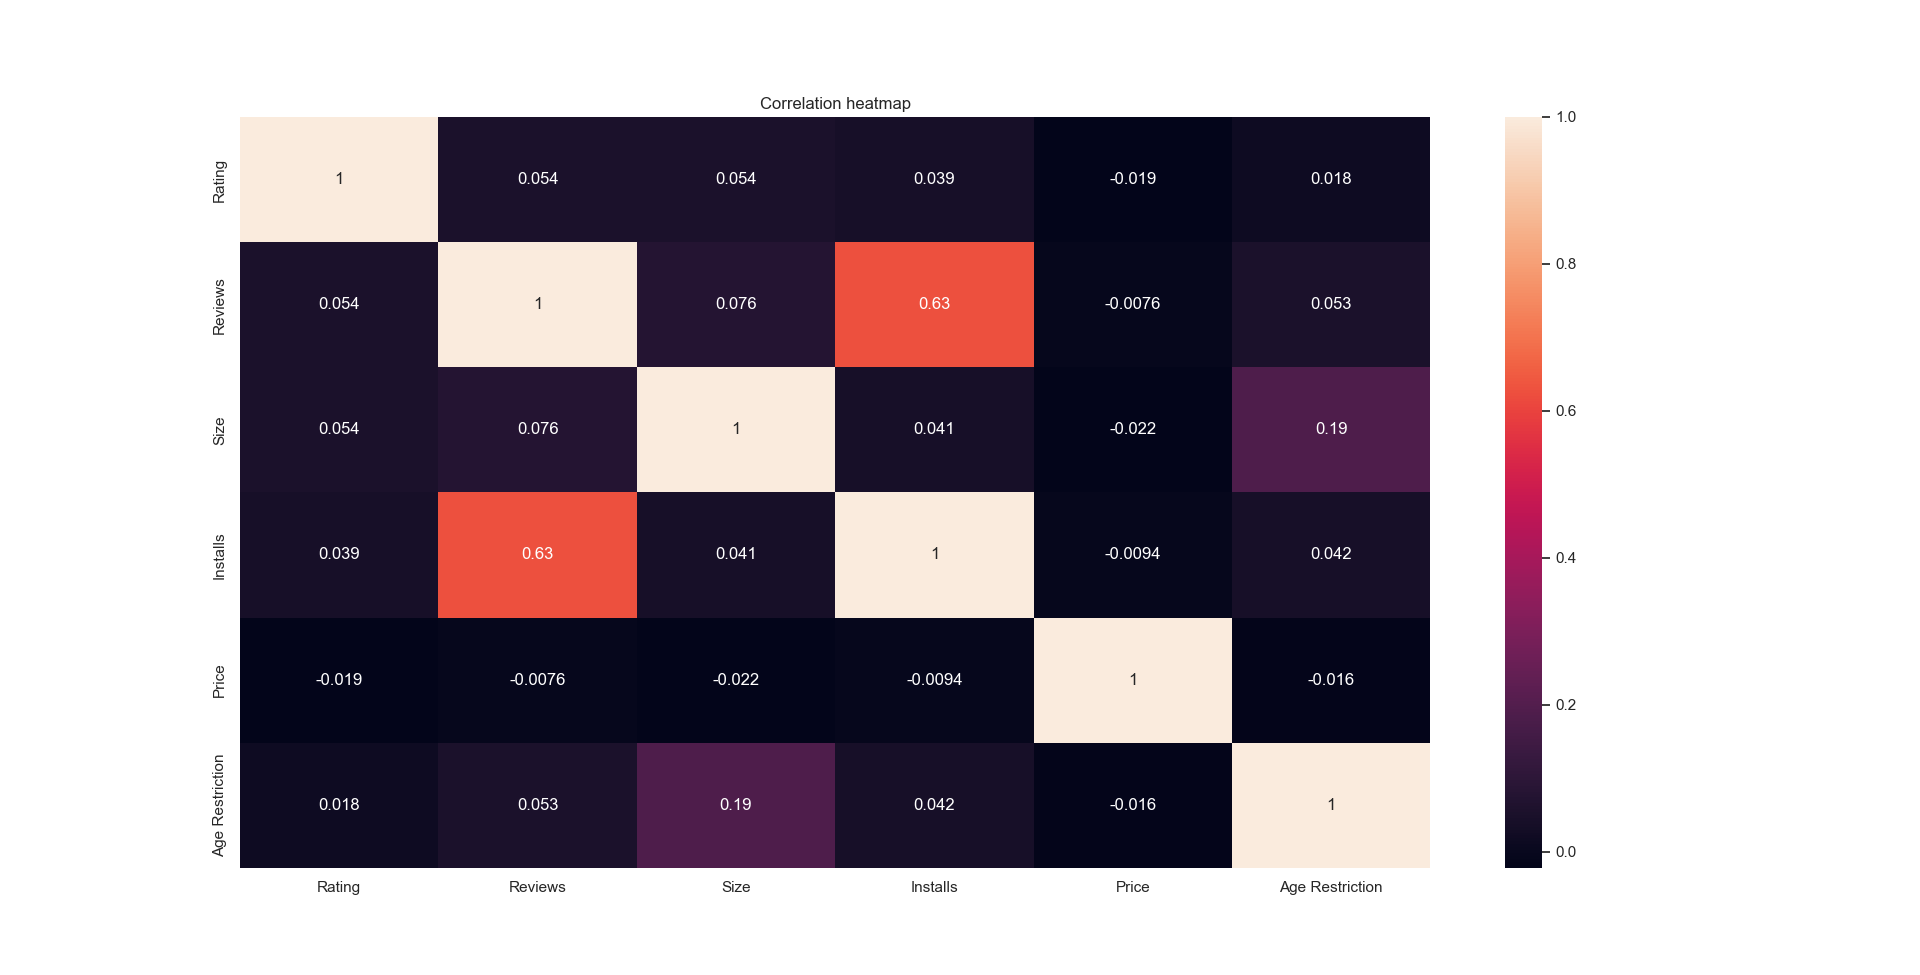 Correlation heatmap
Rating 1 0.054 0.054 0.039 -0.019 0.018
Reviews 0.054 1 0.076 0.63 -0.0076 0.053
Size 0.054 0.076 1 0.041 -0.022 0.19
Installs 0.039 0.63 0.041 1 -0.0094 0.042
Price -0.019 -0.0076 -0.022 -0.0094 1 -0.016
Age Restriction 0.018 0.053 0.19 0.042 -0.016 1
Rating Reviews Size Installs Price Age Restriction
1.0
0.8
0.6
0.4
0.2
0.0